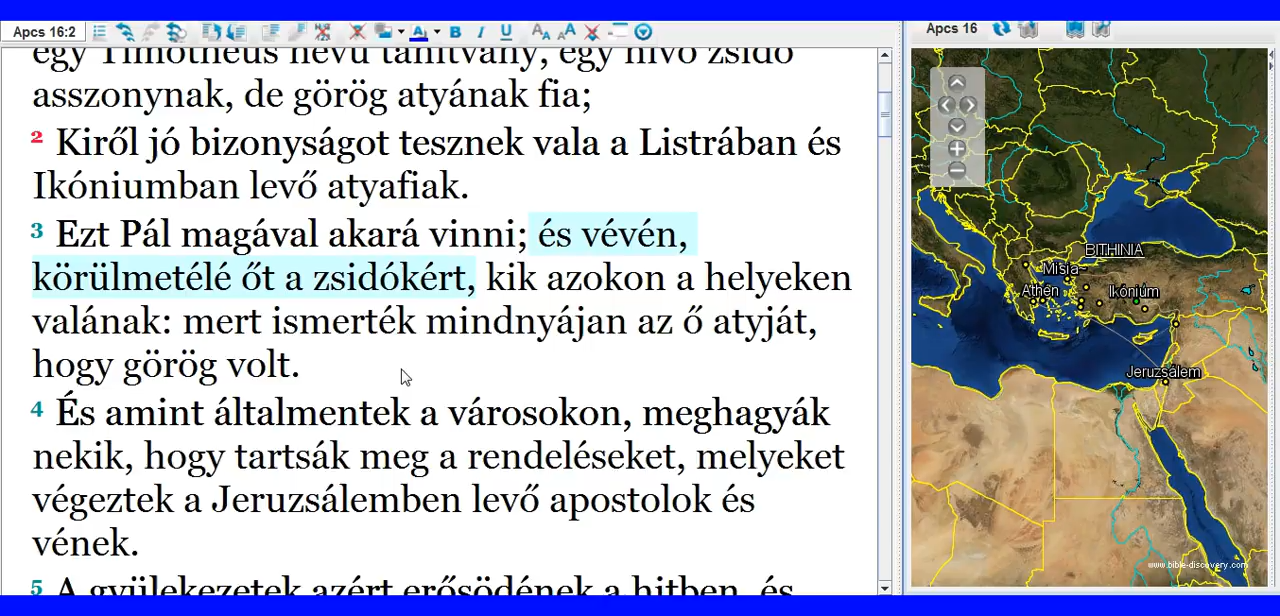 Apcs 16:2
egy Timótheus nevű tanítvány, egy hívő zsidó
asszonynak, de görög atyának fia;
2 Kiről jó bizonyságot tesznek vala a Listrában és
Ikóniumban levő atyafiak.
3 Ezt Pál magával akará vinni; és vévén,
körülmetélé őt a zsidókért, kik azokon a helyeken
valának: mert ismerték mindnyájan az ő atyját,
hogy görög volt.
4 És amint általmentek a városokon, meghagyák
nekik, hogy tartsák meg a rendeléseket, melyeket
végeztek a Jeruzsálemben levő apostolok és
vének.
5 A gyülekezetek azért erősödének a hitben, és
Apcs 16
BITHINIA
Misia
Athén
Ikónium
Jeruzsálem
www.bible-discovery.com